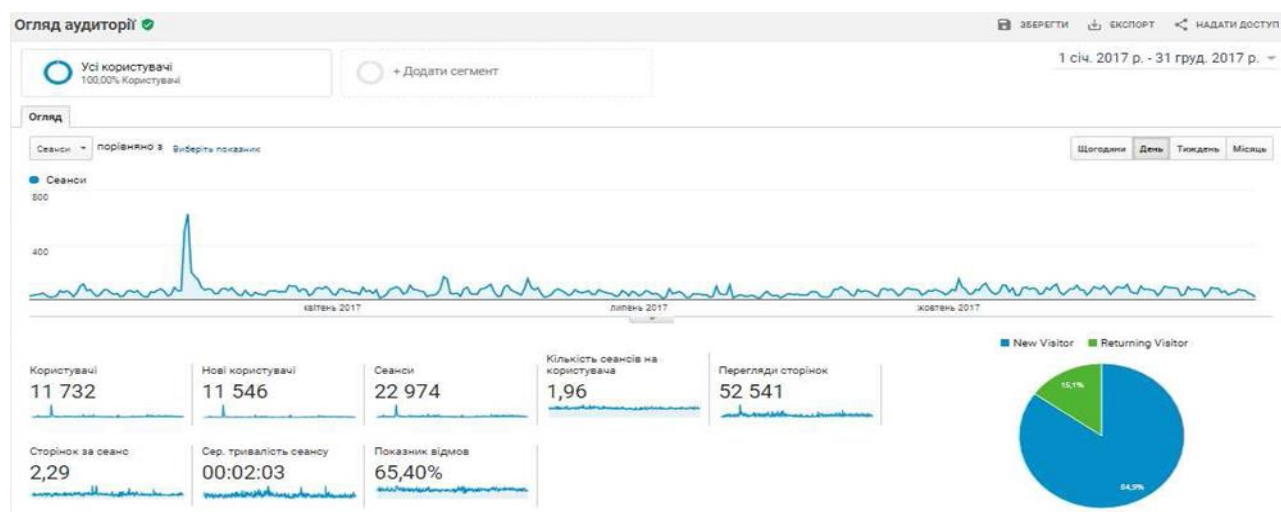 Огляд аудиторії
ЗБЕРЕГТИ ЕКСПОРТ НАДАТИ ДОСТУП
Усі користувачі
100,00% Користувачі
+ Додати сегмент
1 січ. 2017 р. - 31 груд. 2017 р.
Огляд
Сеанси порівняно з Виберіть показник
Щогодини День Тиждень Місяць
Сеанси
800
400
квітень 2017 липень 2017 жовтень 2017
New Visitor Returning Visitor
Користувачі
11 732
Нові користувачі
11 546
Сеанси
22 974
Кількість сеансів на
користувача
1,96
Перегляди сторінок
52 541
Сторінок за сеанс
2,29
Сер. тривалість сеансу
00:02:03
Показник відмов
65,40%
15,1%
84,9%